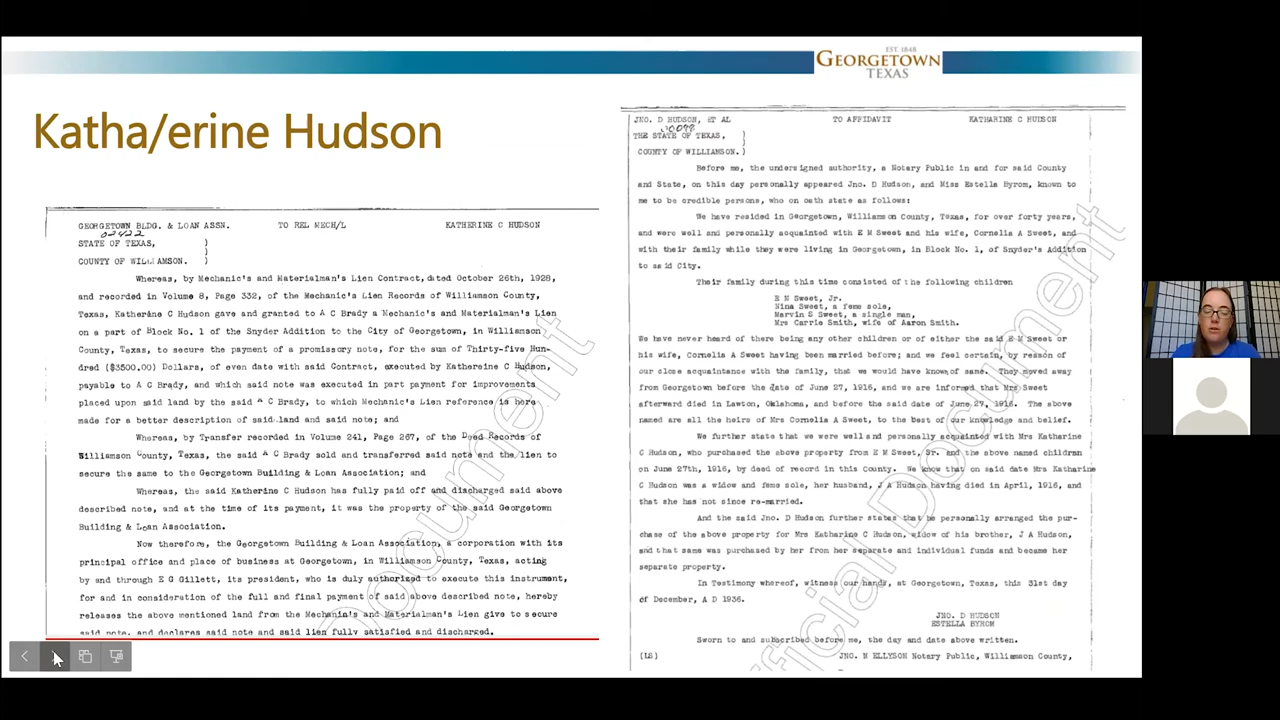 EST. 1848
GEORGETOWN
TEXAS
Katha/erine Hudson
GEORGETOWN BLDG. & LOAN ASSN. TO REL MECH/L KATHERINE C HUDSON
02422
STATE OF TEXAS, )
COUNTY OF WILLIAMSON. )
Whereas, by Mechanic's and Materialman's Lien Contract, dated October 26th, 1928,
and recorded in Volume 8, Page 332, of the Mechanic's Lien Records of Williamson County,
Texas, Katherine C Hudson gave and granted to A C Brady a Mechanic's and Materialman's Lien
on a part of Block No. 1 of the Snyder Addition to the City of Georgetown, in Williamson
County, Texas, to secure the payment of a promissory note, for the sum of Thirty-five Hun-
dred ($3500.00) Dollars, of even date with said Contract, executed by Kathereine C Hudson,
payable to A C Brady, and which said note was executed in part payment for improvements
placed upon said land by the said A C Brady, to which Mechanic's Lien reference is here
made for a better description of said land and said note; and
Whereas, by Transfer recorded in Volume 241, Page 267, of the Deed Records of
Williamson County, Texas, the said A C Brady sold and transferred said note and the lien to
secure the same to the Georgetown Building & Loan Association; and
Whereas, the said Katherine C Hudson has fully paid off and discharged said above
described note, and at the time of its payment, it was the property of the said Georgetown
Building & Loan Association.
Now therefore, the Georgetown Building & Loan Association, a corporation with its
principal office and place of business at Georgetown, in Williamson County, Texas, acting
by and through E G Gillett, its president, who is duly authorized to execute this instrument,
for and in consideration of the full and final payment of said above described note, hereby
releases the above mentioned land from the Mechanic's and Materialman's Lien give to secure
said note, and declares said note and said lien fully satisfied and discharged.
Document
JNO. D HUDSON, ET AL TO AFFIDAVIT KATHARINE C HUDSON
00098
THE STATE OF TEXAS, )
COUNTY OF WILLIAMSON. )
Before me, the undersigned authority, a Notary Public in and for said County
and State, on this day personally appeared Jno. D Hudson, and Miss Estella Byrom, known to
me to be credible persons, who on oath state as follows:
We have resided in Georgetown, Williamson County, Texas, for over forty years,
and were well and personally acquainted with E M Sweet and his wife, Cornelia A Sweet, and
with their family while they were living in Georgetown, in Block No. 1, of Snyder's Addition
to said City.
Their family during this time consisted of the following children
E M Sweet, Jr.
Nina Sweet, a feme sole,
Marvin S Sweet, a single man,
Mrs Carrie Smith, wife of Aaron Smith.
We have never heard of there being any other children or of either the said E M Sweet or
his wife, Cornelia A Sweet having been married before; and we feel certain, by reason of
our close acquaintance with the family, that we would have known of same. They moved away
from Georgetown before the date of June 27, 1916, and we are informed that Mrs Sweet
afterward died in Lawton, Oklahoma, and before the said date of June 27, 1916. The above
named are all the heirs of Mrs Cornelia A Sweet, to the best of our knowledge and belief.
We further state that we were well and personally acquainted with Mrs Katharine
C Hudson, who purchased the above property from E M Sweet, Sr. and the above named children
on June 27th, 1916, by deed of record in this County. We know that on said date Mrs Katharine
C Hudson was a widow and feme sole, her husband, J A Hudson having died in April, 1916, and
that she has not since re-married.
And the said Jno. D Hudson further states that he personally arranged the pur-
chase of the above property for Mrs Katharine C Hudson, widow of his brother, J A Hudson,
and that same was purchased by her from her separate and individual funds and became her
separate property.
In Testimony whereof, witness our hands, at Georgetown, Texas, this 31st day
of December, A D 1936.
JNO. D HUDSON
ESTELLA BYROM
Sworn to and subscribed before me, the day and date above written.
(LS) JNO. N ELLYSON Notary Public, Williamson County,
fficial Document